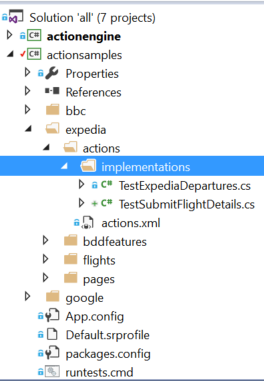 Solution 'all' (7 projects)
C# actionengine
C# actionsamples
Properties
References
bbc
expedia
actions
implementations
C# TestExpediaDepartures.cs
C# TestSubmitFlightDetails.cs
actions.xml
bddfeatures
flights
pages
google
App.config
Default.srprofile
packages.config
runtests.cmd